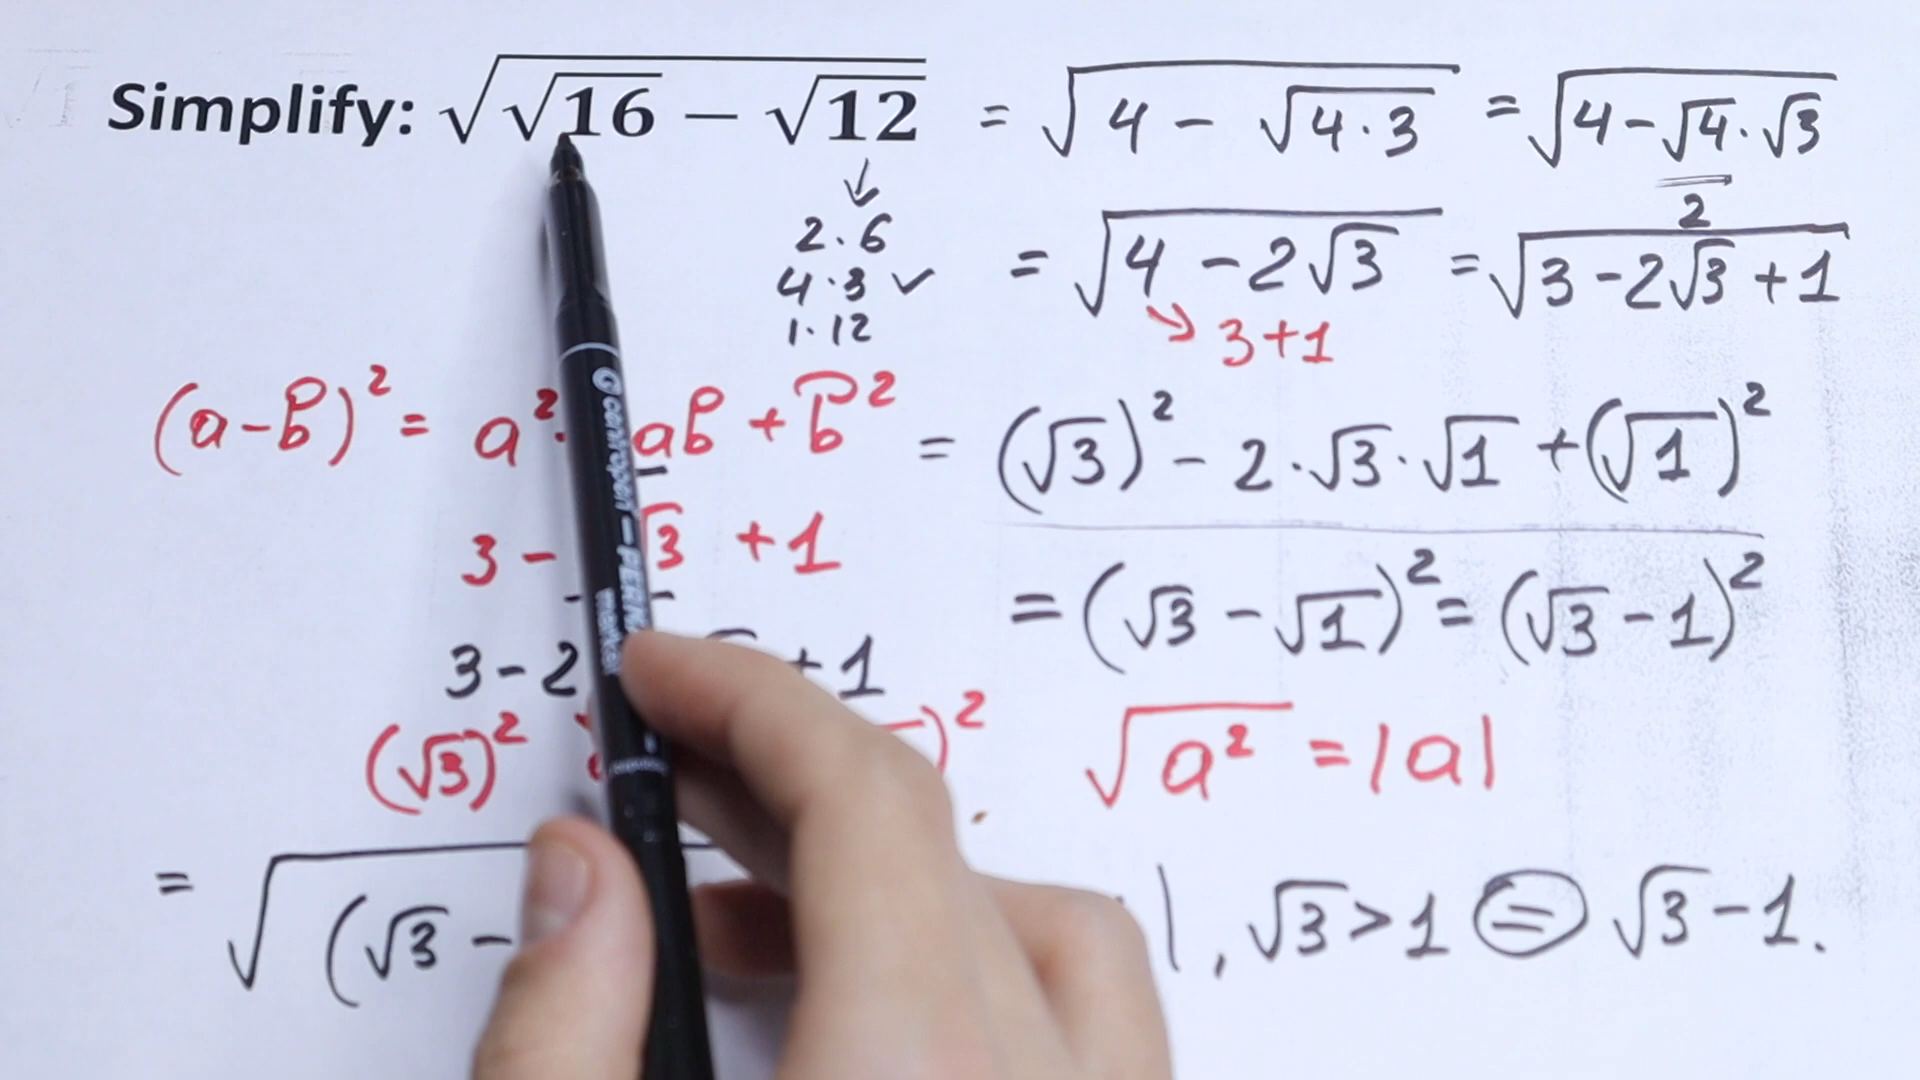 Simplify: √(√16 − √12) = √(4 − √(4·3)) = √(4 − √4·√3)
2
2·6
4·3 ✓
1·12
= √(4 − 2√3) = √(3 − 2√3 + 1)
3+1
(a−b)² = a² ab + b²
= (√3)² − 2·√3·√1 + (√1)²
3 − √3 + 1
= (√3 − √1)² = (√3 − 1)²
3 − 2 + 1
(√3)² )²
√a² = |a|
= √(√3 − |, √3 > 1 = √3 − 1.
centropen
marker